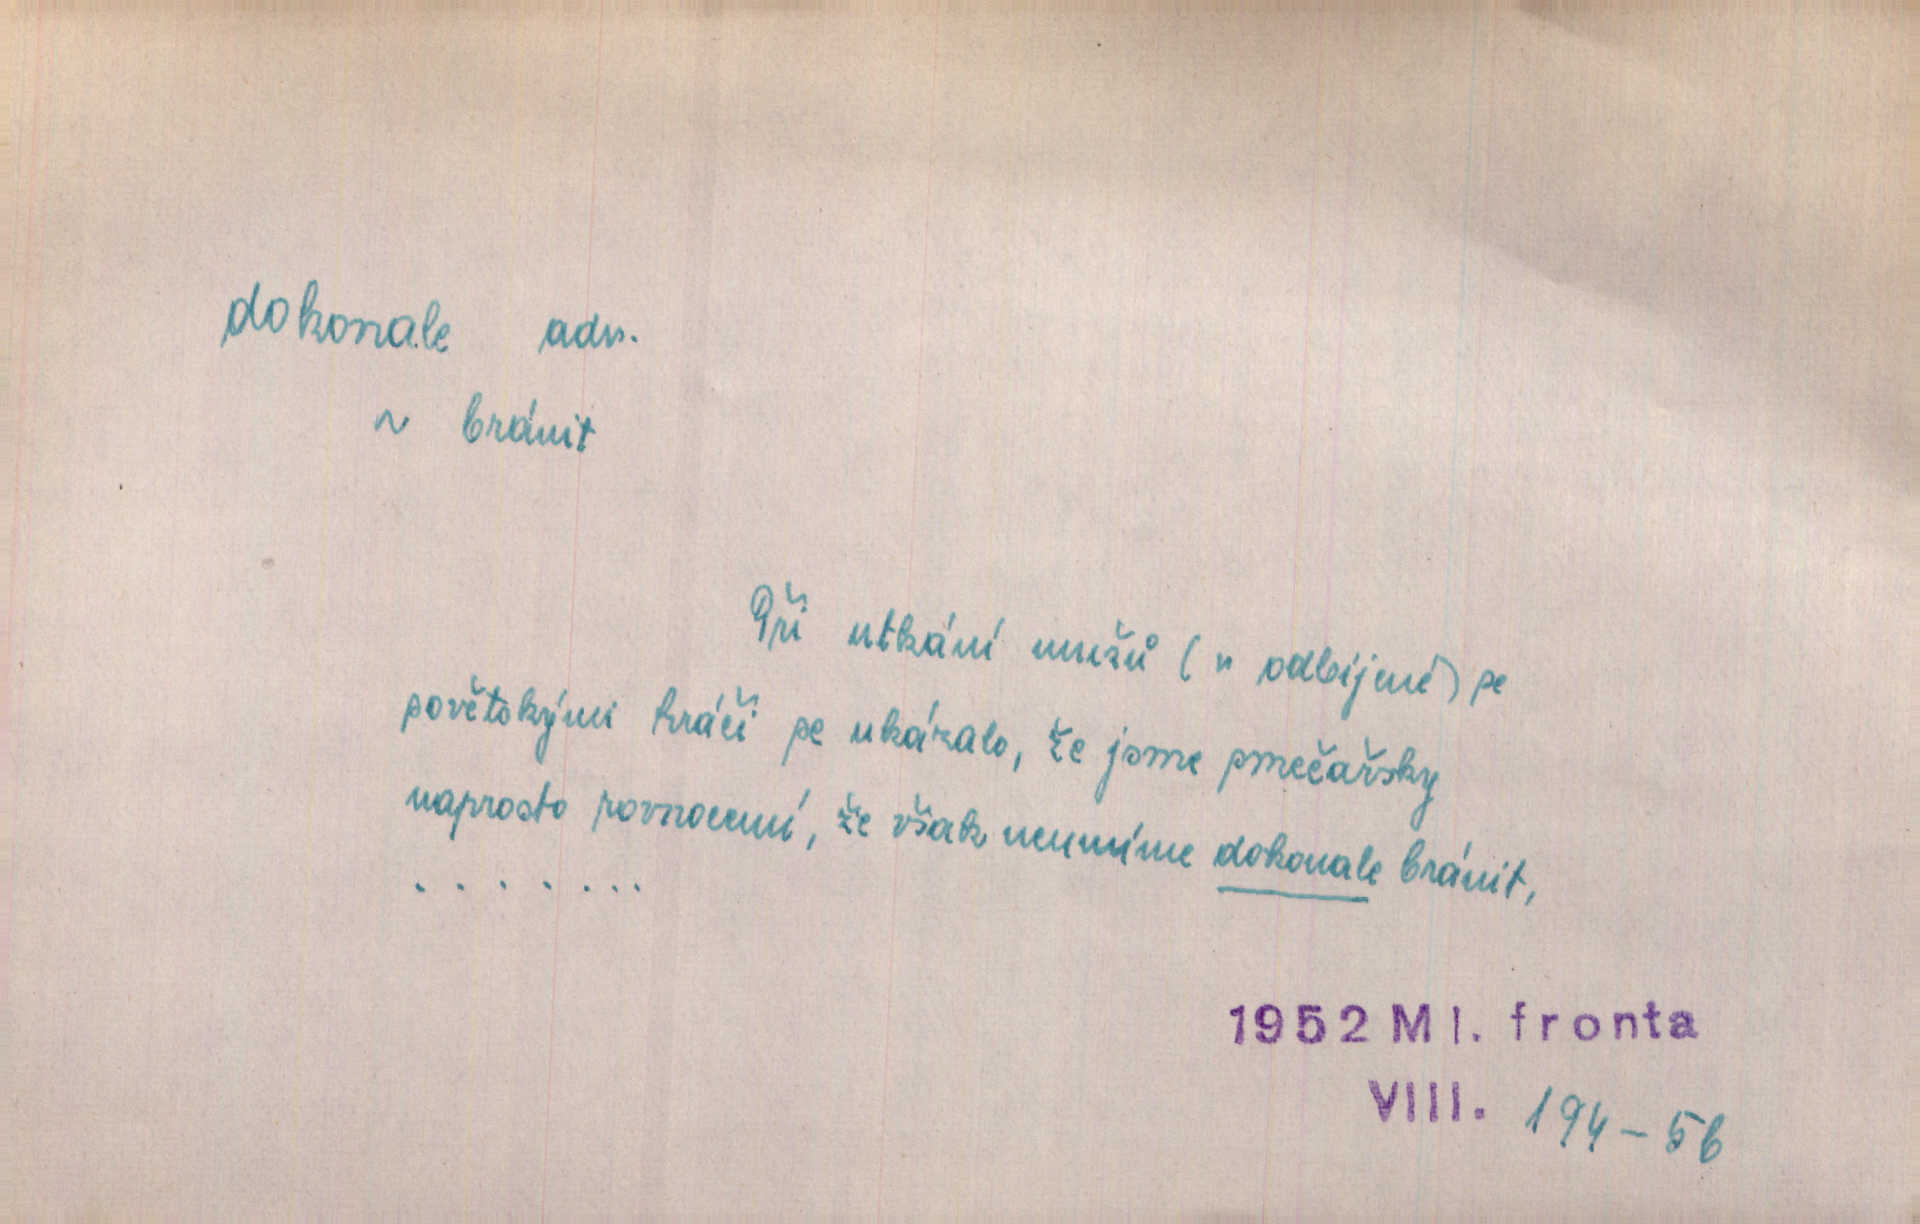 dokonale adv.
~ bránit
Při utkání mužů (v odbíjené) se
sovětskými hráči se ukázalo, že jsme smečařsky
naprosto rovnocenní, že však neumíme dokonale bránit,
........
1952 Ml. fronta
VIII. 194-5b